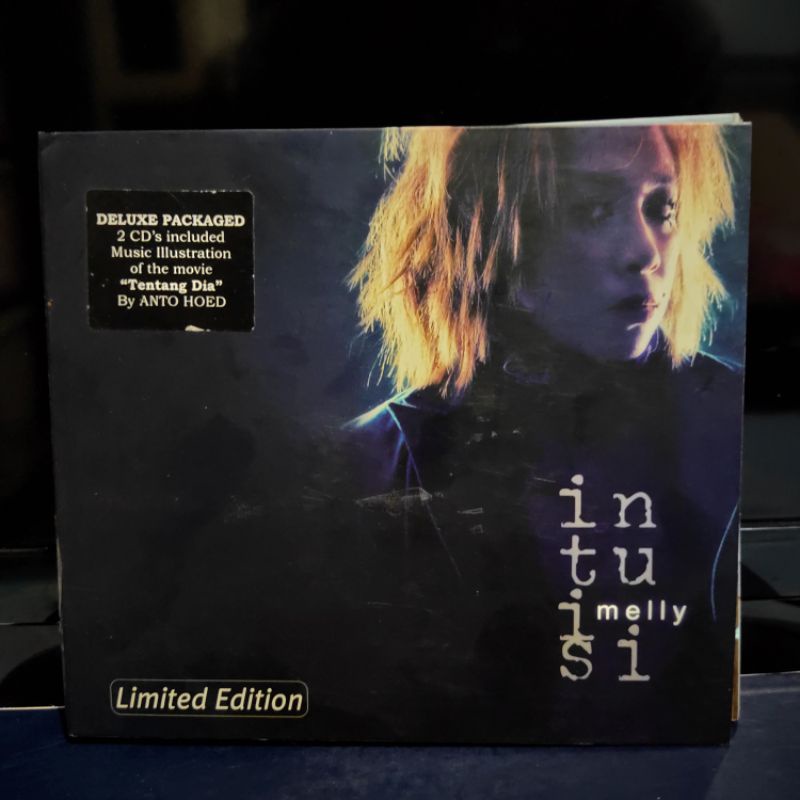 DELUXE PACKAGED
2 CD's included
Music Illustration
of the movie
“Tentang Dia”
By ANTO HOED
in
tu
i melly
si
Limited Edition